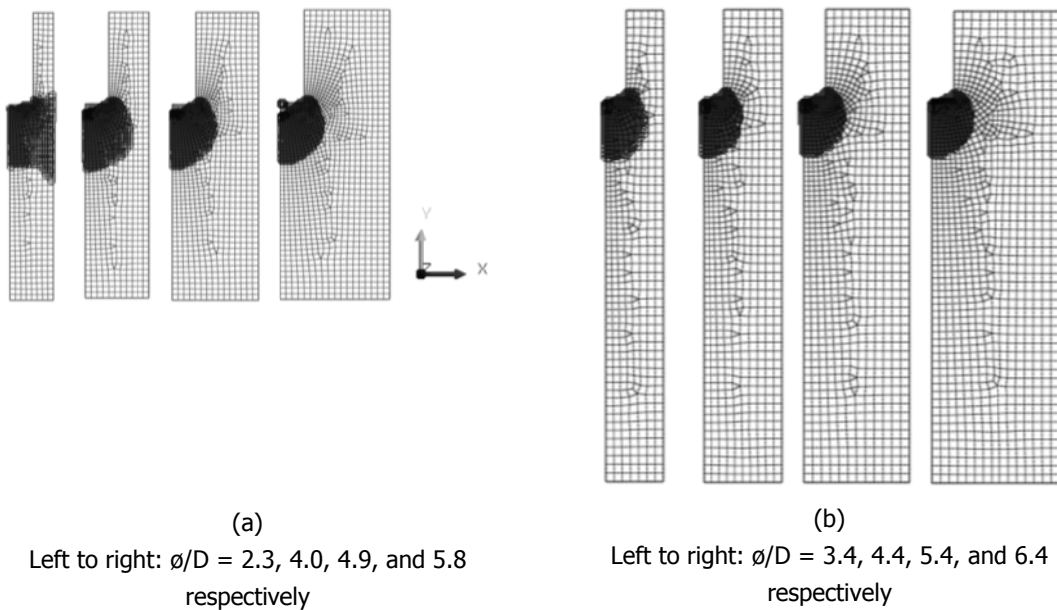 Y
Z
X
(a)
Left to right: ø/D = 2.3, 4.0, 4.9, and 5.8
respectively
(b)
Left to right: ø/D = 3.4, 4.4, 5.4, and 6.4
respectively